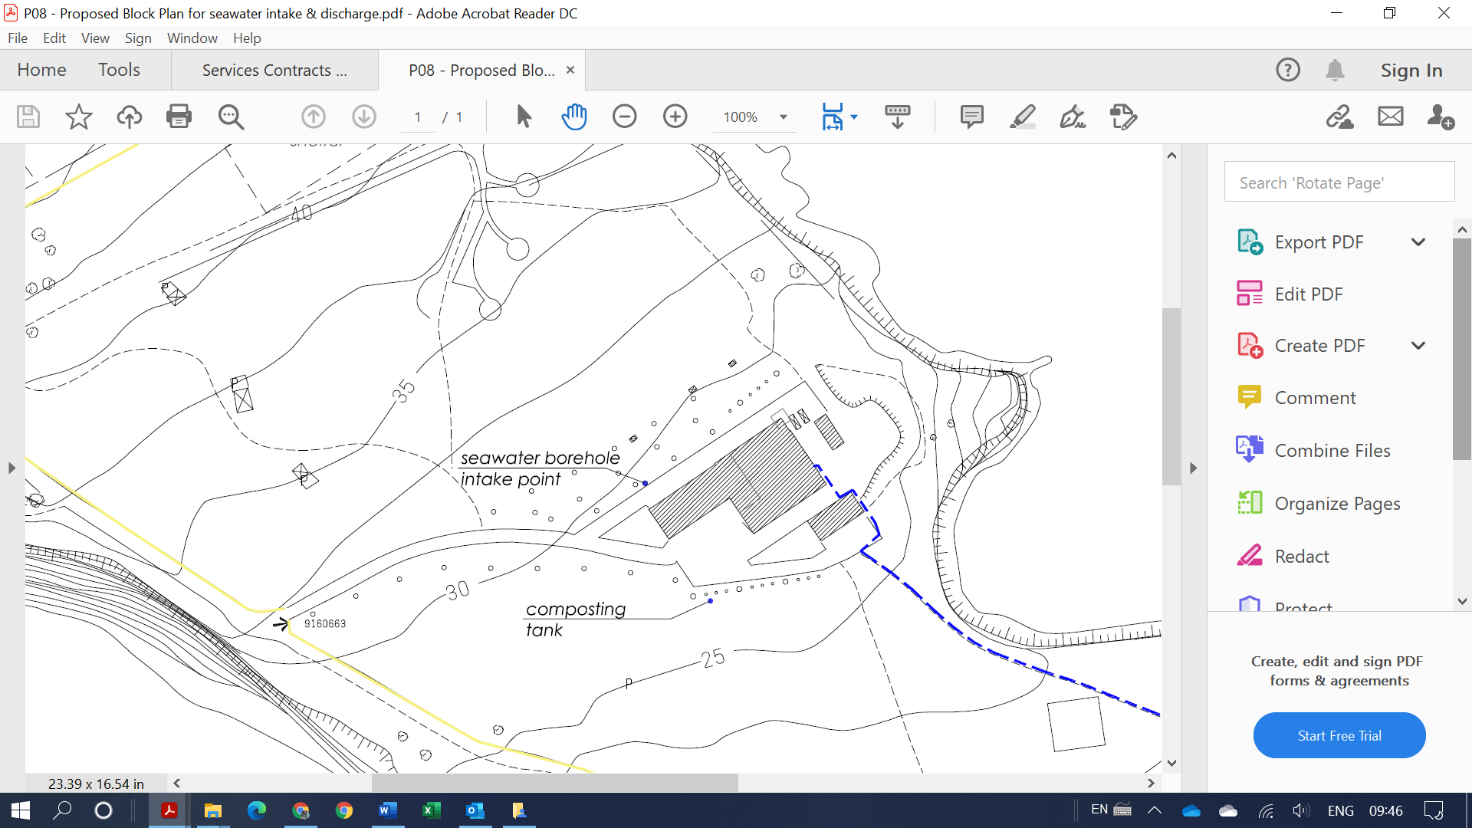 P08 - Proposed Block Plan for seawater intake & discharge.pdf - Adobe Acrobat Reader DC
File Edit View Sign Window Help
Home Tools Services Contracts ... P08 - Proposed Blo... ×
1 / 1 100% Sign In
Search 'Rotate Page'
Export PDF
Edit PDF
Create PDF
Comment
Combine Files
Organize Pages
Redact
Protect
Create, edit and sign PDF
forms & agreements
Start Free Trial
shelter
40
35
seawater borehole
intake point
30
composting
tank
9160663
25
P
23.39 x 16.54 in
EN ENG 09:46